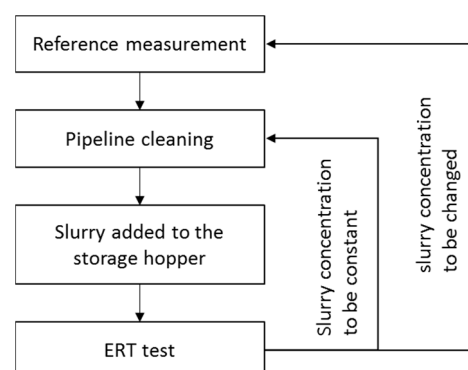 Reference measurement
Pipeline cleaning
Slurry added to the
storage hopper
ERT test
Slurry concentration
to be constant
slurry concentration
to be changed